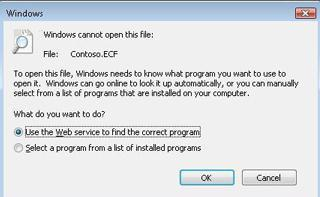 Windows
Windows cannot open this file:
File: Contoso.ECF
To open this file, Windows needs to know what program you want to use to
open it. Windows can go online to look it up automatically, or you can manually
select from a list of programs that are installed on your computer.
What do you want to do?
Use the Web service to find the correct program
Select a program from a list of installed programs
OK Cancel